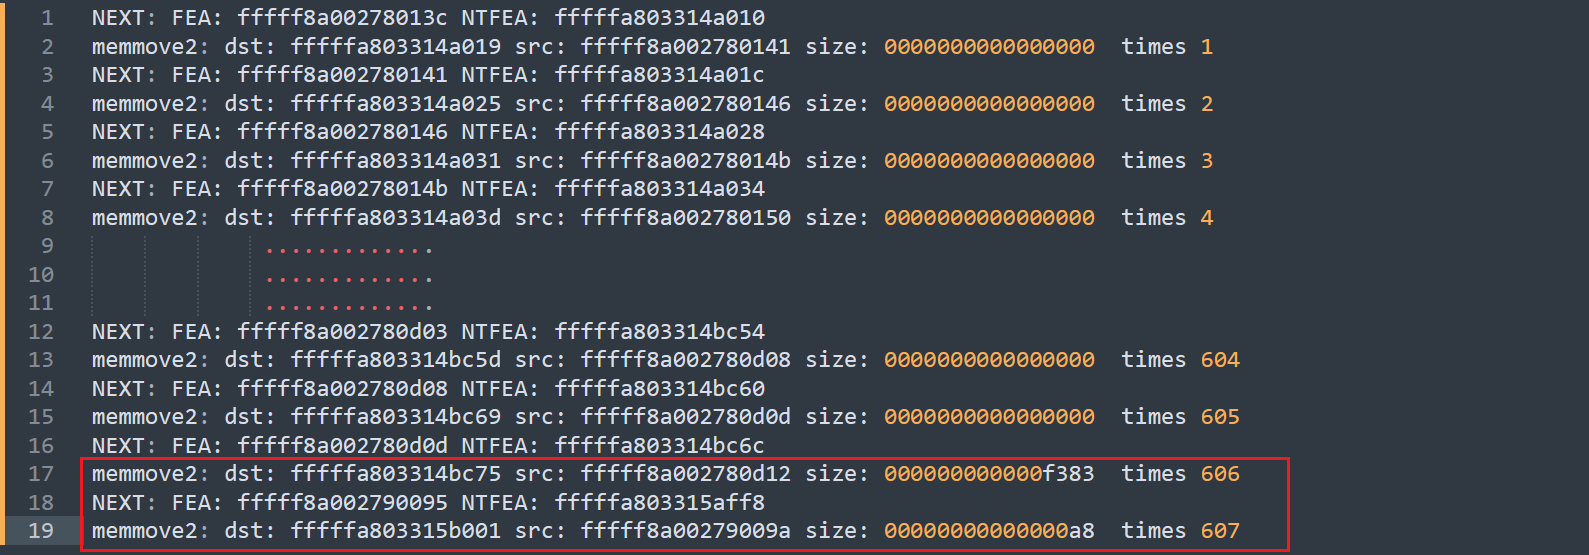 1 NEXT: FEA: fffff8a00278013c NTFEA: fffffa803314a010
2 memmove2: dst: fffffa803314a019 src: fffff8a002780141 size: 0000000000000000  times 1
3 NEXT: FEA: fffff8a002780141 NTFEA: fffffa803314a01c
4 memmove2: dst: fffffa803314a025 src: fffff8a002780146 size: 0000000000000000  times 2
5 NEXT: FEA: fffff8a002780146 NTFEA: fffffa803314a028
6 memmove2: dst: fffffa803314a031 src: fffff8a00278014b size: 0000000000000000  times 3
7 NEXT: FEA: fffff8a00278014b NTFEA: fffffa803314a034
8 memmove2: dst: fffffa803314a03d src: fffff8a002780150 size: 0000000000000000  times 4
9 .............
10 .............
11 .............
12 NEXT: FEA: fffff8a002780d03 NTFEA: fffffa803314bc54
13 memmove2: dst: fffffa803314bc5d src: fffff8a002780d08 size: 0000000000000000  times 604
14 NEXT: FEA: fffff8a002780d08 NTFEA: fffffa803314bc60
15 memmove2: dst: fffffa803314bc69 src: fffff8a002780d0d size: 0000000000000000  times 605
16 NEXT: FEA: fffff8a002780d0d NTFEA: fffffa803314bc6c
17 memmove2: dst: fffffa803314bc75 src: fffff8a002780d12 size: 000000000000f383  times 606
18 NEXT: FEA: fffff8a002790095 NTFEA: fffffa803315aff8
19 memmove2: dst: fffffa803315b001 src: fffff8a00279009a size: 00000000000000a8  times 607